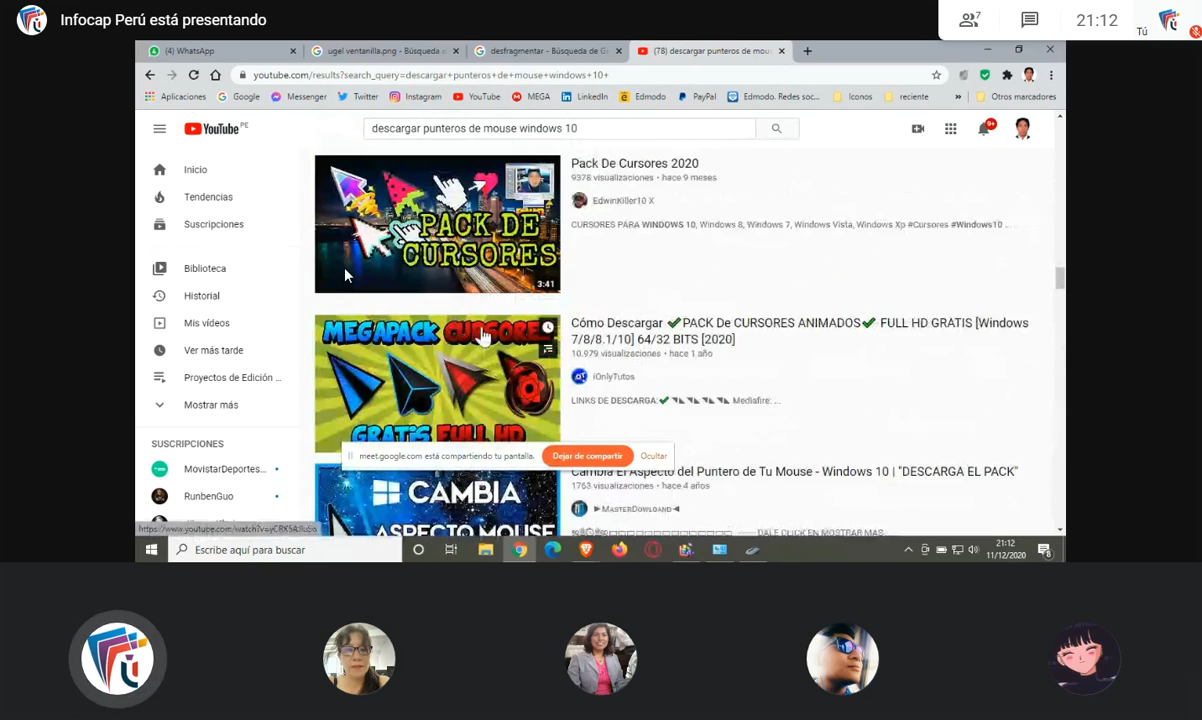 Infocap Perú está presentando
7
21:12
Tú
(4) WhatsApp
ugel ventanilla.png - Búsqueda d
desfragmentar - Búsqueda de G
(78) descargar punteros de mou
youtube.com/results?search_query=descargar+punteros+de+mouse+windows+10+
Aplicaciones
Google
Messenger
Twitter
Instagram
YouTube
MEGA
LinkedIn
Edmodo
PayPal
Edmodo. Redes soc...
Iconos
reciente
»
Otros marcadores
YouTube PE
descargar punteros de mouse windows 10
9+
Inicio
Tendencias
Suscripciones
Biblioteca
Historial
Mis vídeos
Ver más tarde
Proyectos de Edición ...
Mostrar más
SUSCRIPCIONES
MovistarDeportes...
RunbenGuo
PACK DE
CURSORES
3:41
Pack De Cursores 2020
9378 visualizaciones • hace 9 meses
EdwinKiller10 X
CURSORES PARA WINDOWS 10, Windows 8, Windows 7, Windows Vista, Windows Xp #Cursores #Windows10 ...
MEGAPACK CURSORE
GRATIS FULL HD
Cómo Descargar ✔PACK De CURSORES ANIMADOS✔ FULL HD GRATIS [Windows
7/8/8.1/10] 64/32 BITS [2020]
10.979 visualizaciones • hace 1 año
iOnlyTutos
LINKS DE DESCARGA:✔ Mediafire: ...
meet.google.com está compartiendo tu pantalla.
Dejar de compartir
Ocultar
CAMBIA
ASPECTO MOUSE
Cambia El Aspecto del Puntero de Tu Mouse - Windows 10 | "DESCARGA EL PACK"
1763 visualizaciones • hace 4 años
►MASTERDOWLOAND◄
DALE CLICK EN MOSTRAR MAS
Escribe aquí para buscar
21:12
11/12/2020
8